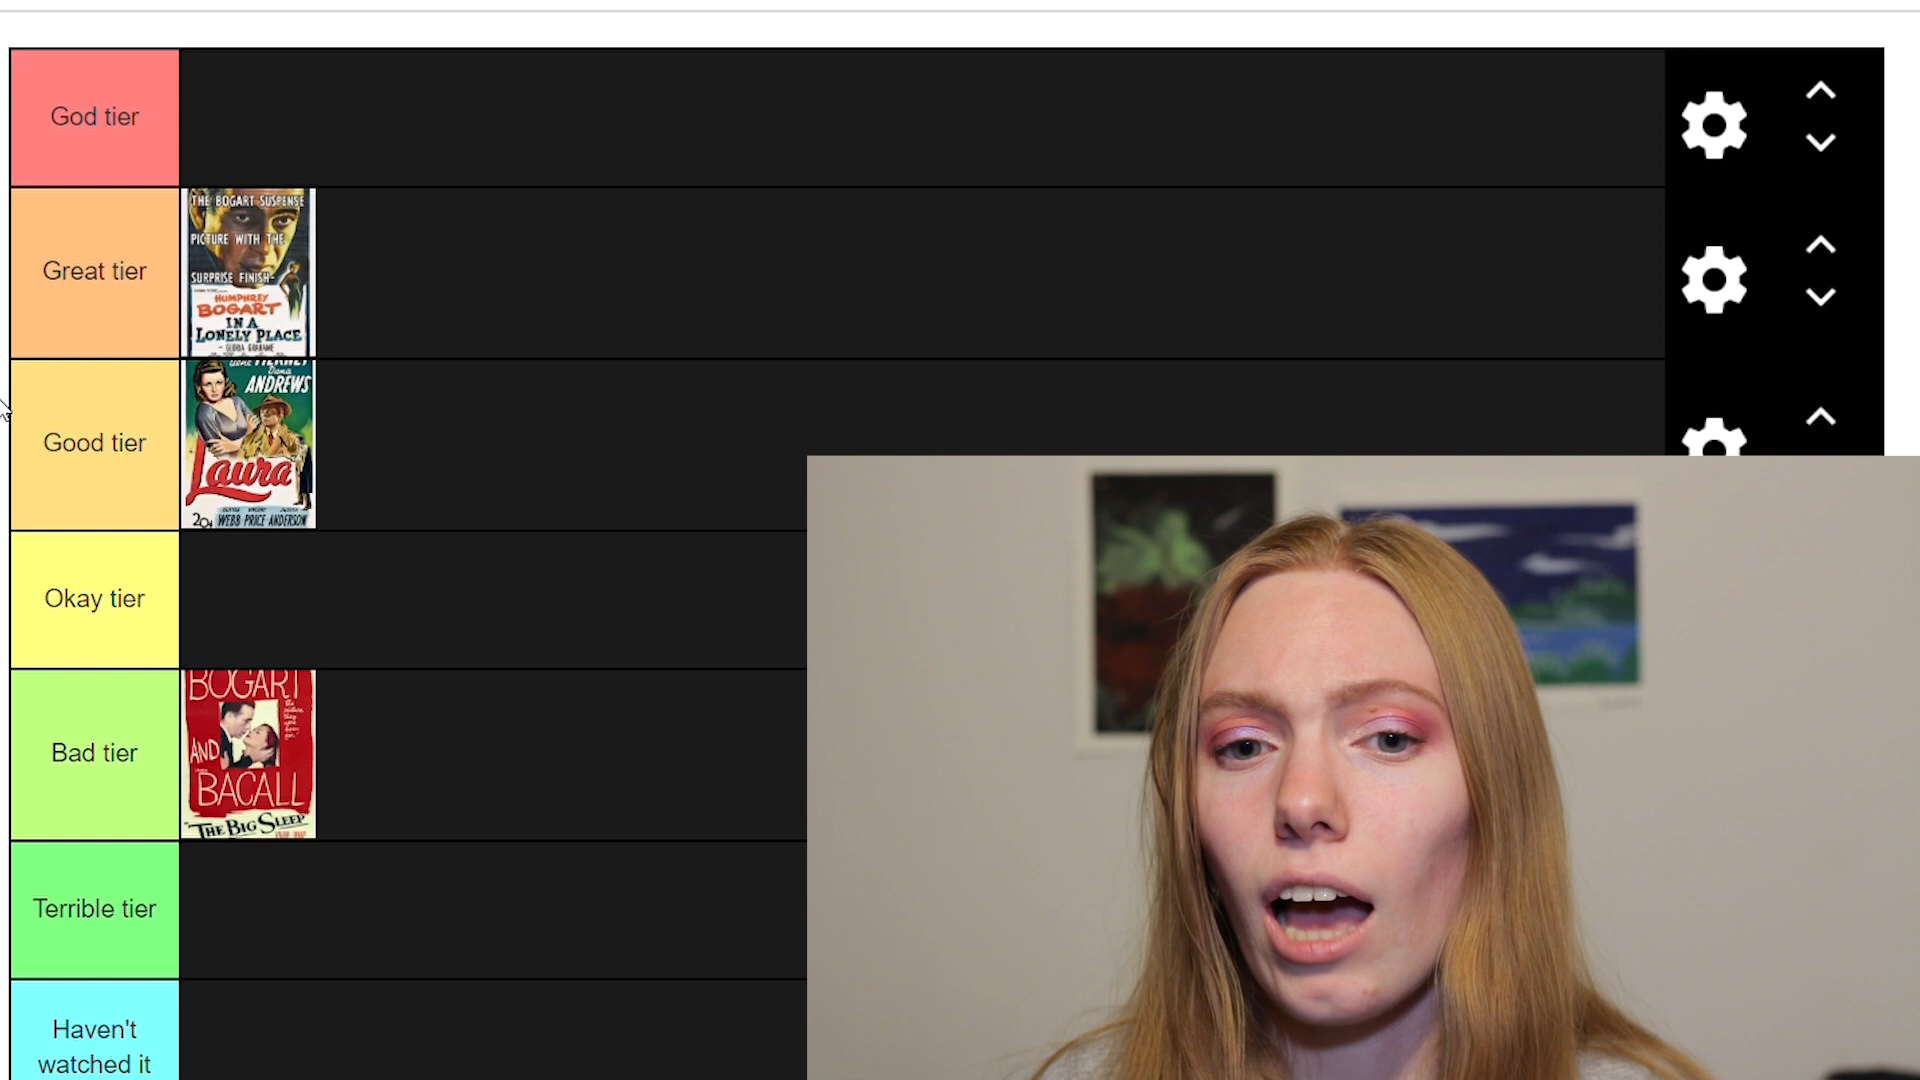 God tier
THE BOGART SUSPENSE
PICTURE WITH THE
SURPRISE FINISH-
HUMPHREY
BOGART
IN A
LONELY PLACE
Great tier
Dana
ANDREWS
Laura
WEBB PRICE ANDERSON
Good tier
Okay tier
BOGART
AND
BACALL
THE BIG SLEEP
Bad tier
Terrible tier
Haven't
watched it